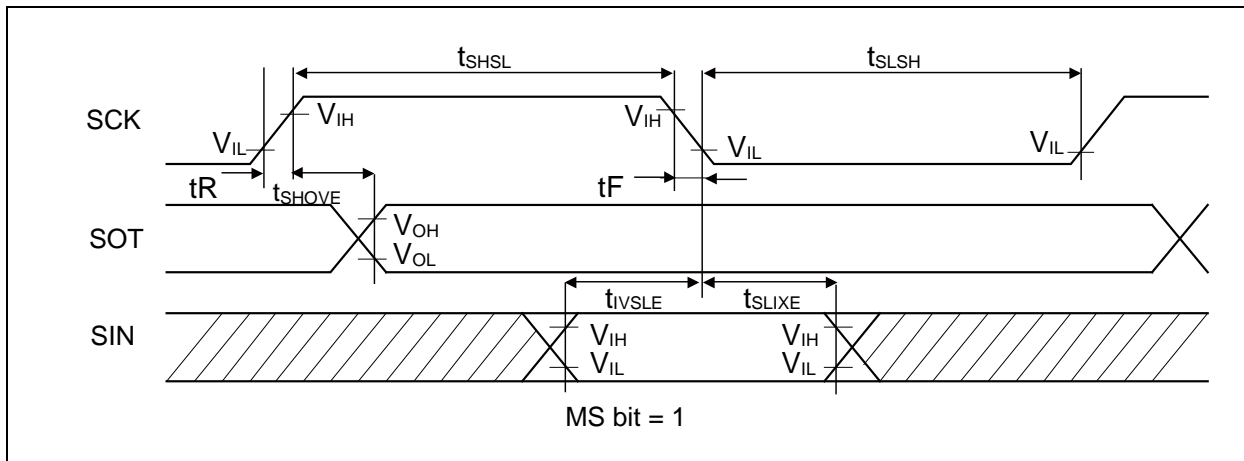 tSHSL
tSLSH
SCK
VIH
VIH
VIL
VIL
VIL
tR
tSHOVE
tF
SOT
VOH
VOL
tIVSLE
tSLIXE
SIN
VIH
VIH
VIL
VIL
MS bit = 1